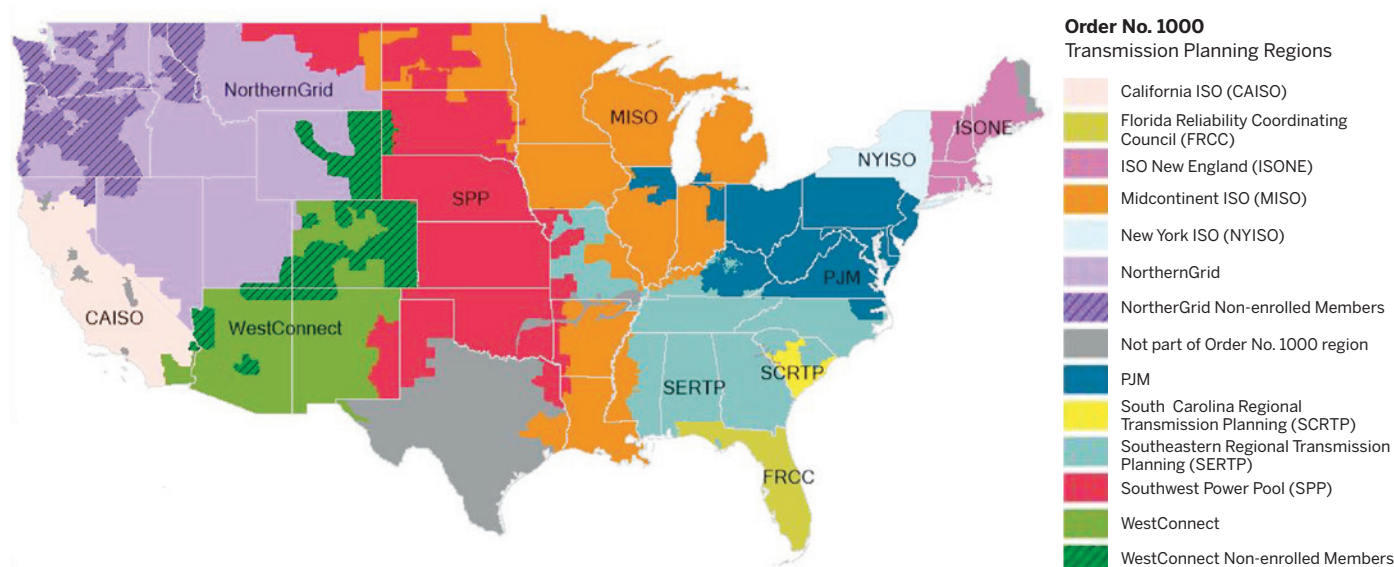 NorthernGrid
MISO
ISONE
NYISO
SPP
PJM
CAISO
WestConnect
SCRTP
SERTP
FRCC
Order No. 1000
Transmission Planning Regions
California ISO (CAISO)
Florida Reliability Coordinating
Council (FRCC)
ISO New England (ISONE)
Midcontinent ISO (MISO)
New York ISO (NYISO)
NorthernGrid
NortherGrid Non-enrolled Members
Not part of Order No. 1000 region
PJM
South Carolina Regional
Transmission Planning (SCRTP)
Southeastern Regional Transmission
Planning (SERTP)
Southwest Power Pool (SPP)
WestConnect
WestConnect Non-enrolled Members